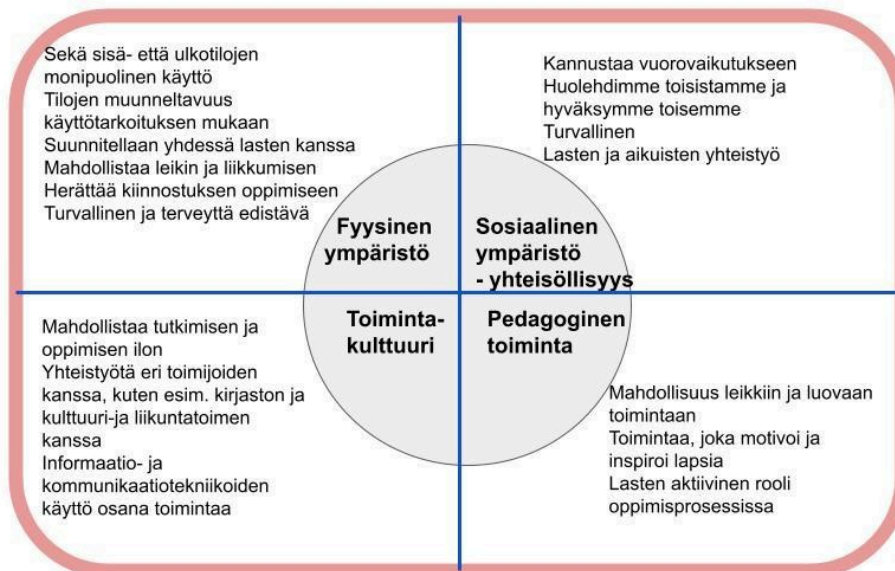 Sekä sisä- että ulkotilojen
monipuolinen käyttö
Tilojen muunneltavuus
käyttötarkoituksen mukaan
Suunnitellaan yhdessä lasten kanssa
Mahdollistaa leikin ja liikkumisen
Herättää kiinnostuksen oppimiseen
Turvallinen ja terveyttä edistävä
Fyysinen
ympäristö
Kannustaa vuorovaikutukseen
Huolehdimme toisistamme ja
hyväksymme toisemme
Turvallinen
Lasten ja aikuisten yhteistyö
Sosiaalinen
ympäristö
- yhteisöllisyys
Toiminta-
kulttuuri
Mahdollistaa tutkimisen ja
oppimisen ilon
Yhteistyötä eri toimijoiden
kanssa, kuten esim. kirjaston ja
kulttuuri-ja liikuntatoimen
kanssa
Informaatio- ja
kommunikaatiotekniikoiden
käyttö osana toimintaa
Pedagoginen
toiminta
Mahdollisuus leikkiin ja luovaan
toimintaan
Toimintaa, joka motivoi ja
inspiroi lapsia
Lasten aktiivinen rooli
oppimisprosessissa